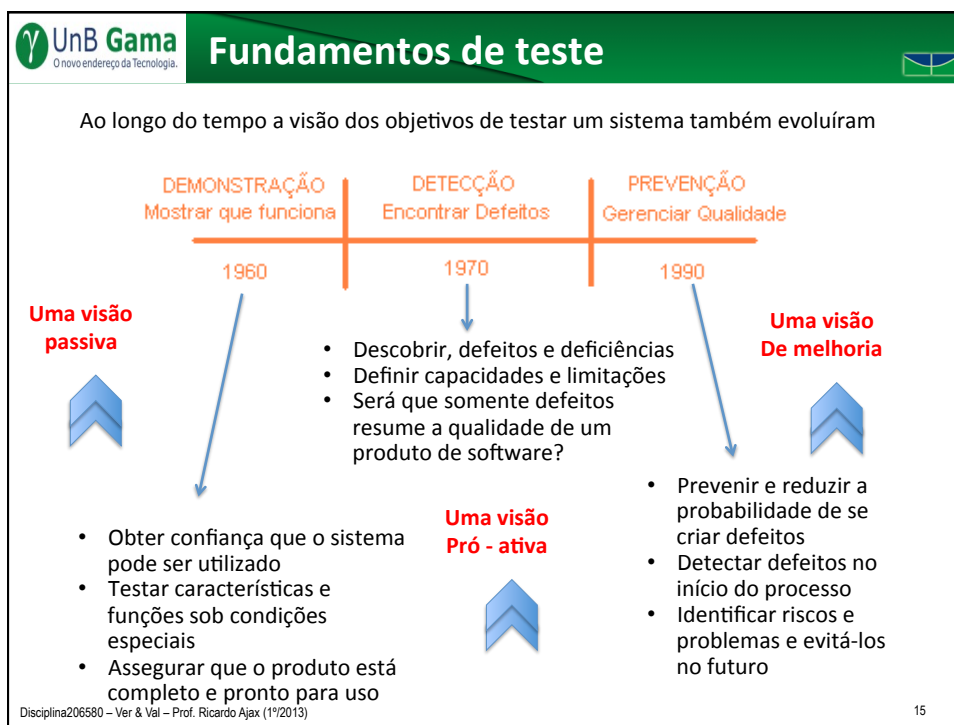 γ UnB Gama
O novo endereço da Tecnologia.
Fundamentos de teste
Ao longo do tempo a visão dos objetivos de testar um sistema também evoluíram
DEMONSTRAÇÃO
Mostrar que funciona
DETECÇÃO
Encontrar Defeitos
PREVENÇÃO
Gerenciar Qualidade
1960
1970
1990
Uma visão
passiva
• Descobrir, defeitos e deficiências
• Definir capacidades e limitações
• Será que somente defeitos
resume a qualidade de um
produto de software?
Uma visão
De melhoria
• Obter confiança que o sistema
pode ser utilizado
• Testar características e
funções sob condições
especiais
• Assegurar que o produto está
completo e pronto para uso
Uma visão
Pró - ativa
• Prevenir e reduzir a
probabilidade de se
criar defeitos
• Detectar defeitos no
início do processo
• Identificar riscos e
problemas e evitá-los
no futuro
Disciplina206580 – Ver & Val – Prof. Ricardo Ajax (1º/2013)
15